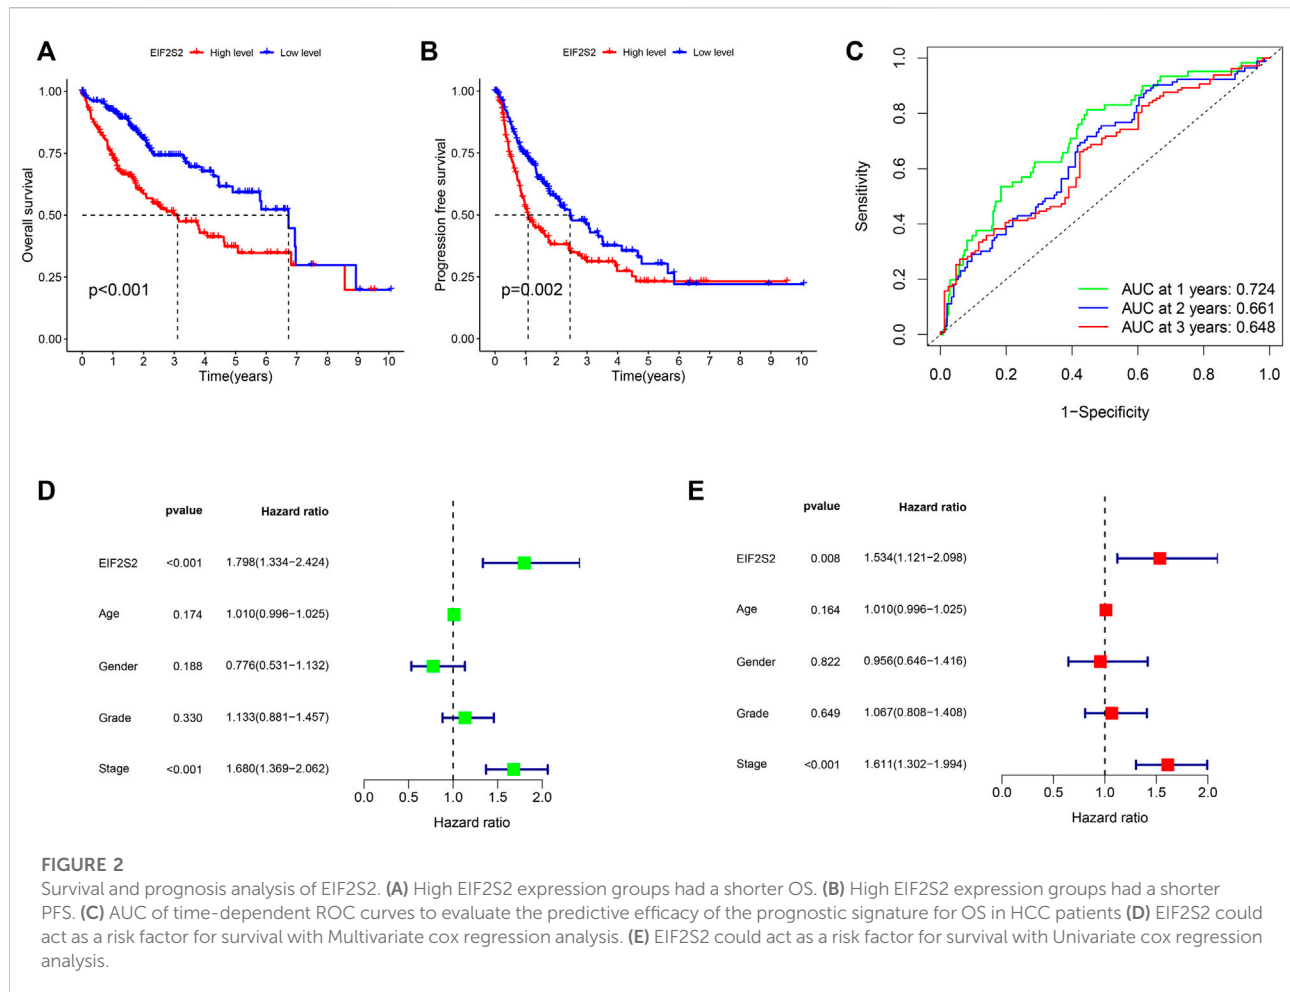 A
EIF2S2 High level Low level
Overall survival
1.00
0.75
0.50
0.25
0.00
p<0.001
0 1 2 3 4 5 6 7 8 9 10
Time(years)
B
EIF2S2 High level Low level
Progression free survival
1.00
0.75
0.50
0.25
0.00
p=0.002
0 1 2 3 4 5 6 7 8 9 10
Time(years)
C
Sensitivity
1.0
0.8
0.6
0.4
0.2
0.0
AUC at 1 years: 0.724
AUC at 2 years: 0.661
AUC at 3 years: 0.648
0.0 0.2 0.4 0.6 0.8 1.0
1−Specificity
D
pvalue Hazard ratio
EIF2S2 <0.001 1.798(1.334−2.424)
Age 0.174 1.010(0.996−1.025)
Gender 0.188 0.776(0.531−1.132)
Grade 0.330 1.133(0.881−1.457)
Stage <0.001 1.680(1.369−2.062)
0.0 0.5 1.0 1.5 2.0
Hazard ratio
E
pvalue Hazard ratio
EIF2S2 0.008 1.534(1.121−2.098)
Age 0.164 1.010(0.996−1.025)
Gender 0.822 0.956(0.646−1.416)
Grade 0.649 1.067(0.808−1.408)
Stage <0.001 1.611(1.302−1.994)
0.0 0.5 1.0 1.5 2.0
Hazard ratio
FIGURE 2
Survival and prognosis analysis of EIF2S2. (A) High EIF2S2 expression groups had a shorter OS. (B) High EIF2S2 expression groups had a shorter
PFS. (C) AUC of time-dependent ROC curves to evaluate the predictive efficacy of the prognostic signature for OS in HCC patients (D) EIF2S2 could
act as a risk factor for survival with Multivariate cox regression analysis. (E) EIF2S2 could act as a risk factor for survival with Univariate cox regression
analysis.